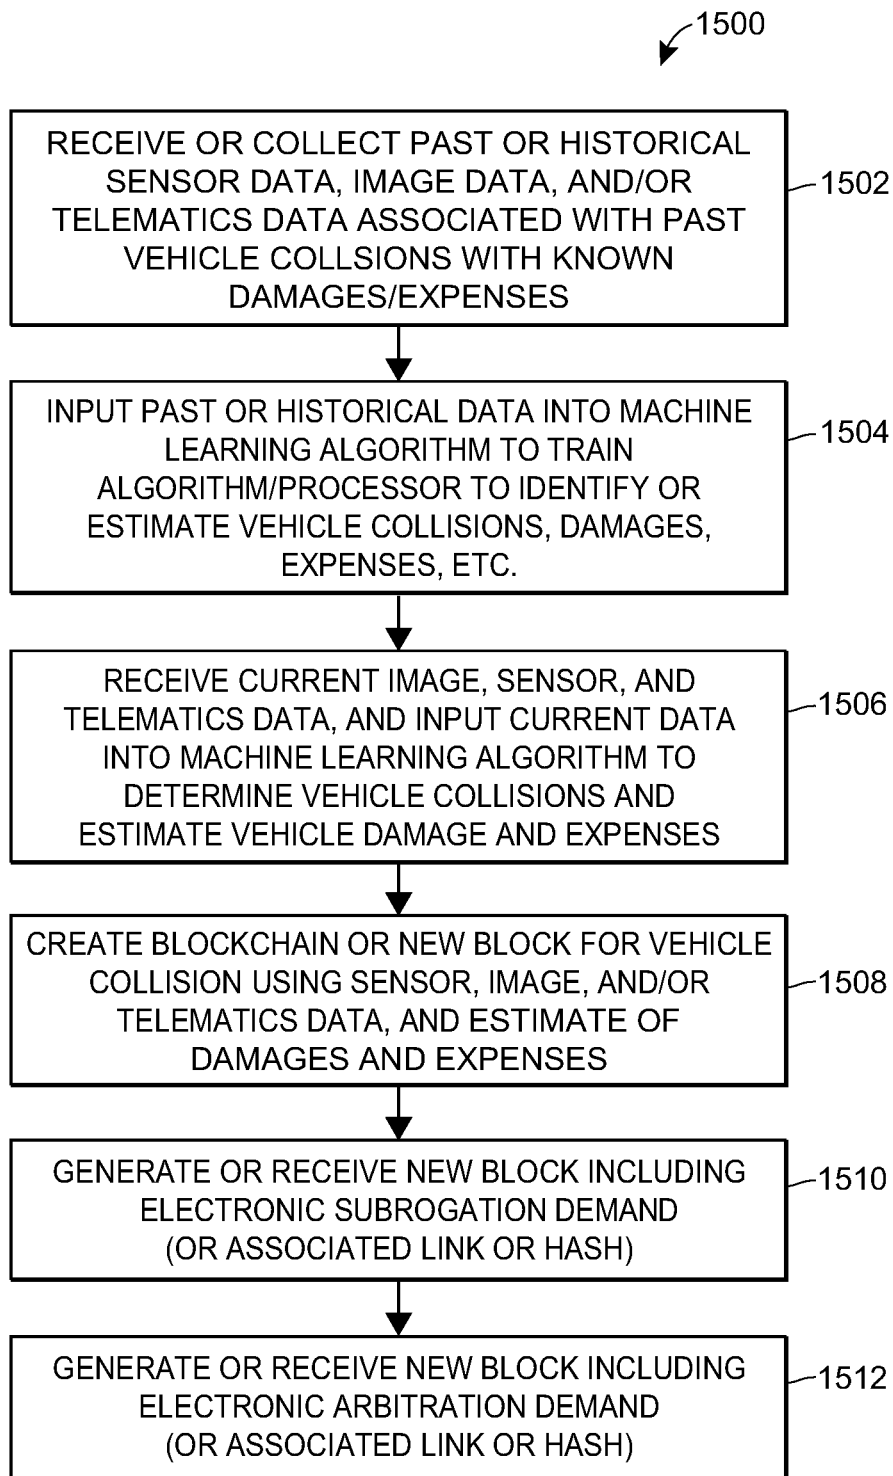 1500
RECEIVE OR COLLECT PAST OR HISTORICAL
SENSOR DATA, IMAGE DATA, AND/OR
TELEMATICS DATA ASSOCIATED WITH PAST
VEHICLE COLLSIONS WITH KNOWN
DAMAGES/EXPENSES
1502
INPUT PAST OR HISTORICAL DATA INTO MACHINE
LEARNING ALGORITHM TO TRAIN
ALGORITHM/PROCESSOR TO IDENTIFY OR
ESTIMATE VEHICLE COLLISIONS, DAMAGES,
EXPENSES, ETC.
1504
RECEIVE CURRENT IMAGE, SENSOR, AND
TELEMATICS DATA, AND INPUT CURRENT DATA
INTO MACHINE LEARNING ALGORITHM TO
DETERMINE VEHICLE COLLISIONS AND
ESTIMATE VEHICLE DAMAGE AND EXPENSES
1506
CREATE BLOCKCHAIN OR NEW BLOCK FOR VEHICLE
COLLISION USING SENSOR, IMAGE, AND/OR
TELEMATICS DATA, AND ESTIMATE OF
DAMAGES AND EXPENSES
1508
GENERATE OR RECEIVE NEW BLOCK INCLUDING
ELECTRONIC SUBROGATION DEMAND
(OR ASSOCIATED LINK OR HASH)
1510
GENERATE OR RECEIVE NEW BLOCK INCLUDING
ELECTRONIC ARBITRATION DEMAND
(OR ASSOCIATED LINK OR HASH)
1512